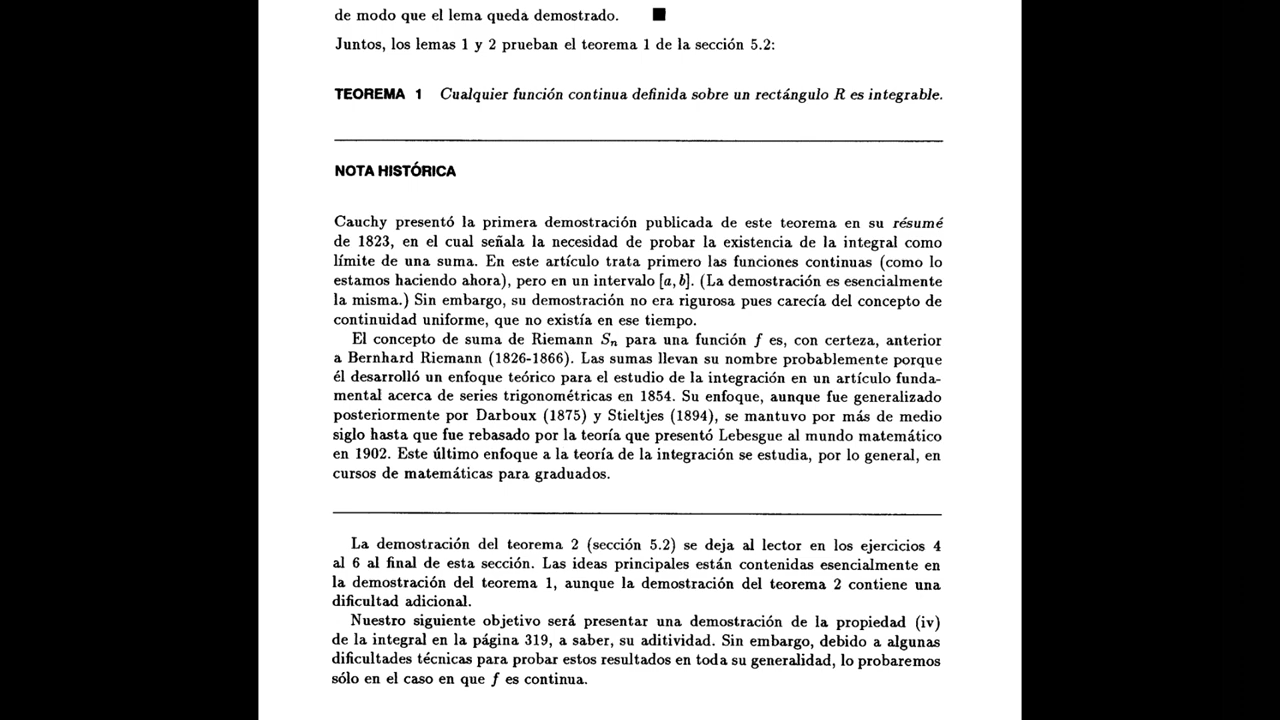 de modo que el lema queda demostrado. ■
Juntos, los lemas 1 y 2 prueban el teorema 1 de la sección 5.2:
TEOREMA 1 Cualquier función continua definida sobre un rectángulo R es integrable.
NOTA HISTÓRICA
Cauchy presentó la primera demostración publicada de este teorema en su résumé
de 1823, en el cual señala la necesidad de probar la existencia de la integral como
límite de una suma. En este artículo trata primero las funciones continuas (como lo
estamos haciendo ahora), pero en un intervalo [a, b]. (La demostración es esencialmente
la misma.) Sin embargo, su demostración no era rigurosa pues carecía del concepto de
continuidad uniforme, que no existía en ese tiempo.
El concepto de suma de Riemann Sₙ para una función f es, con certeza, anterior
a Bernhard Riemann (1826-1866). Las sumas llevan su nombre probablemente porque
él desarrolló un enfoque teórico para el estudio de la integración en un artículo funda-
mental acerca de series trigonométricas en 1854. Su enfoque, aunque fue generalizado
posteriormente por Darboux (1875) y Stieltjes (1894), se mantuvo por más de medio
siglo hasta que fue rebasado por la teoría que presentó Lebesgue al mundo matemático
en 1902. Este último enfoque a la teoría de la integración se estudia, por lo general, en
cursos de matemáticas para graduados.
La demostración del teorema 2 (sección 5.2) se deja al lector en los ejercicios 4
al 6 al final de esta sección. Las ideas principales están contenidas esencialmente en
la demostración del teorema 1, aunque la demostración del teorema 2 contiene una
dificultad adicional.
Nuestro siguiente objetivo será presentar una demostración de la propiedad (iv)
de la integral en la página 319, a saber, su aditividad. Sin embargo, debido a algunas
dificultades técnicas para probar estos resultados en toda su generalidad, lo probaremos
sólo en el caso en que f es continua.